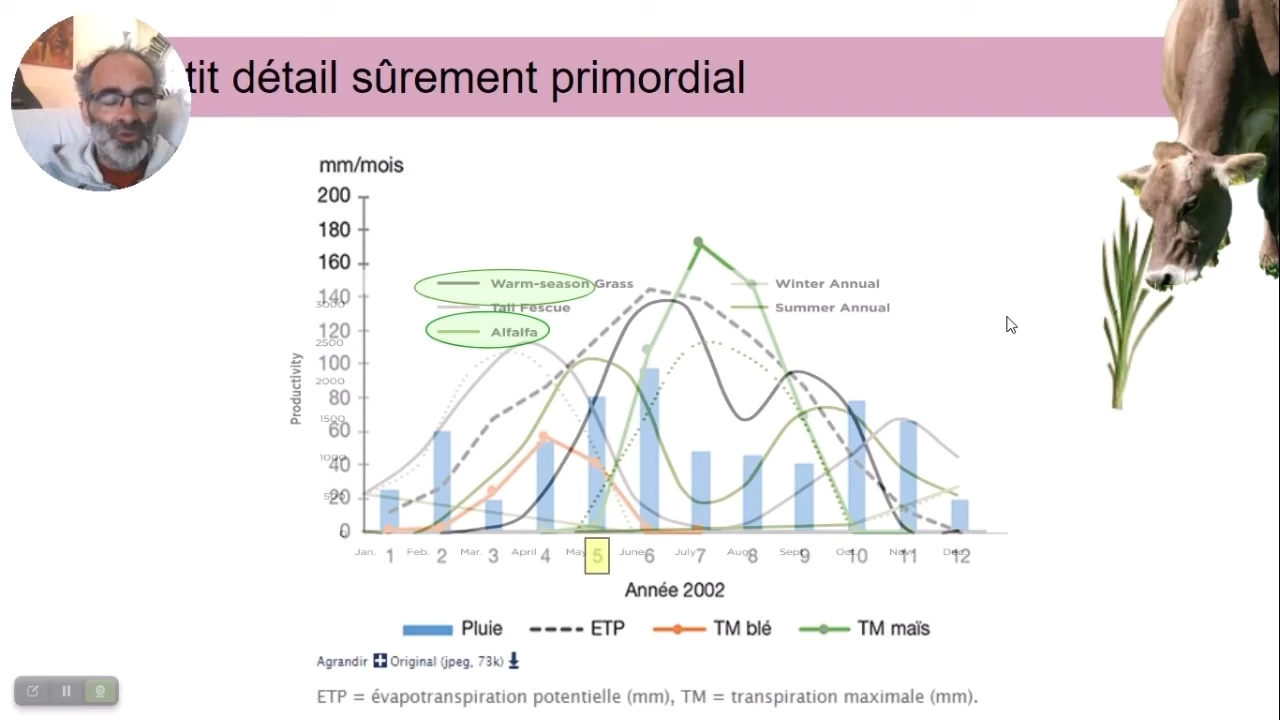 tit détail sûrement primordial
mm/mois
200
180
160
140
3000
120
2500
100
2000
80
1500
60
1000
40
500
20
0
Productivity
Warm-season Grass
Tall Fescue
Alfalfa
Winter Annual
Summer Annual
Jan. Feb. Mar. April May June July Aug. Sept. Oct. Nov. Dec.
1 2 3 4 5 6 7 8 9 10 11 12
Année 2002
Pluie ETP TM blé TM maïs
Agrandir Original (jpeg, 73k)
ETP = évapotranspiration potentielle (mm), TM = transpiration maximale (mm).